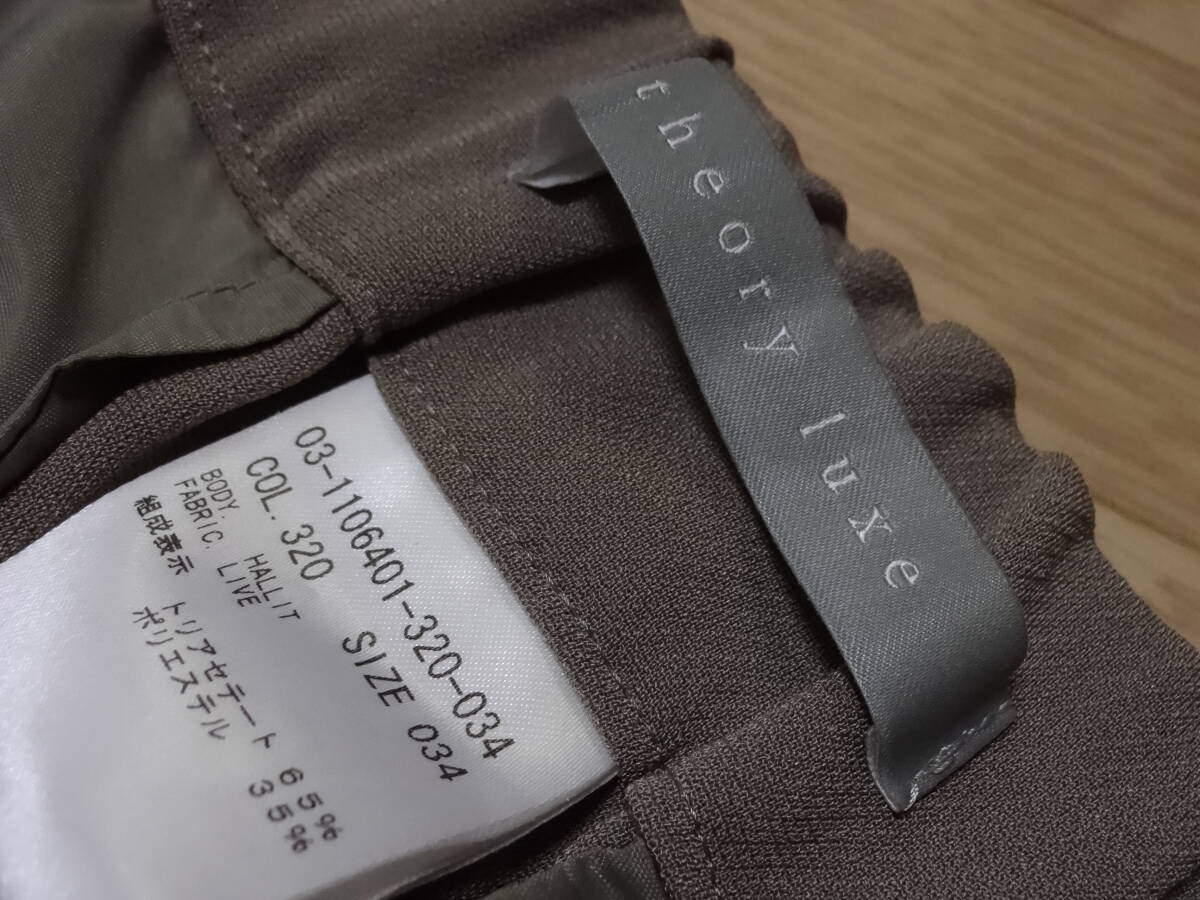 theory luxe
03-1106401-320-034
COL. 320 SIZE 034
BODY. HALLIT
FABRIC. LIVE
組成表示 トリアセテート 65%
ポリエステル 35%